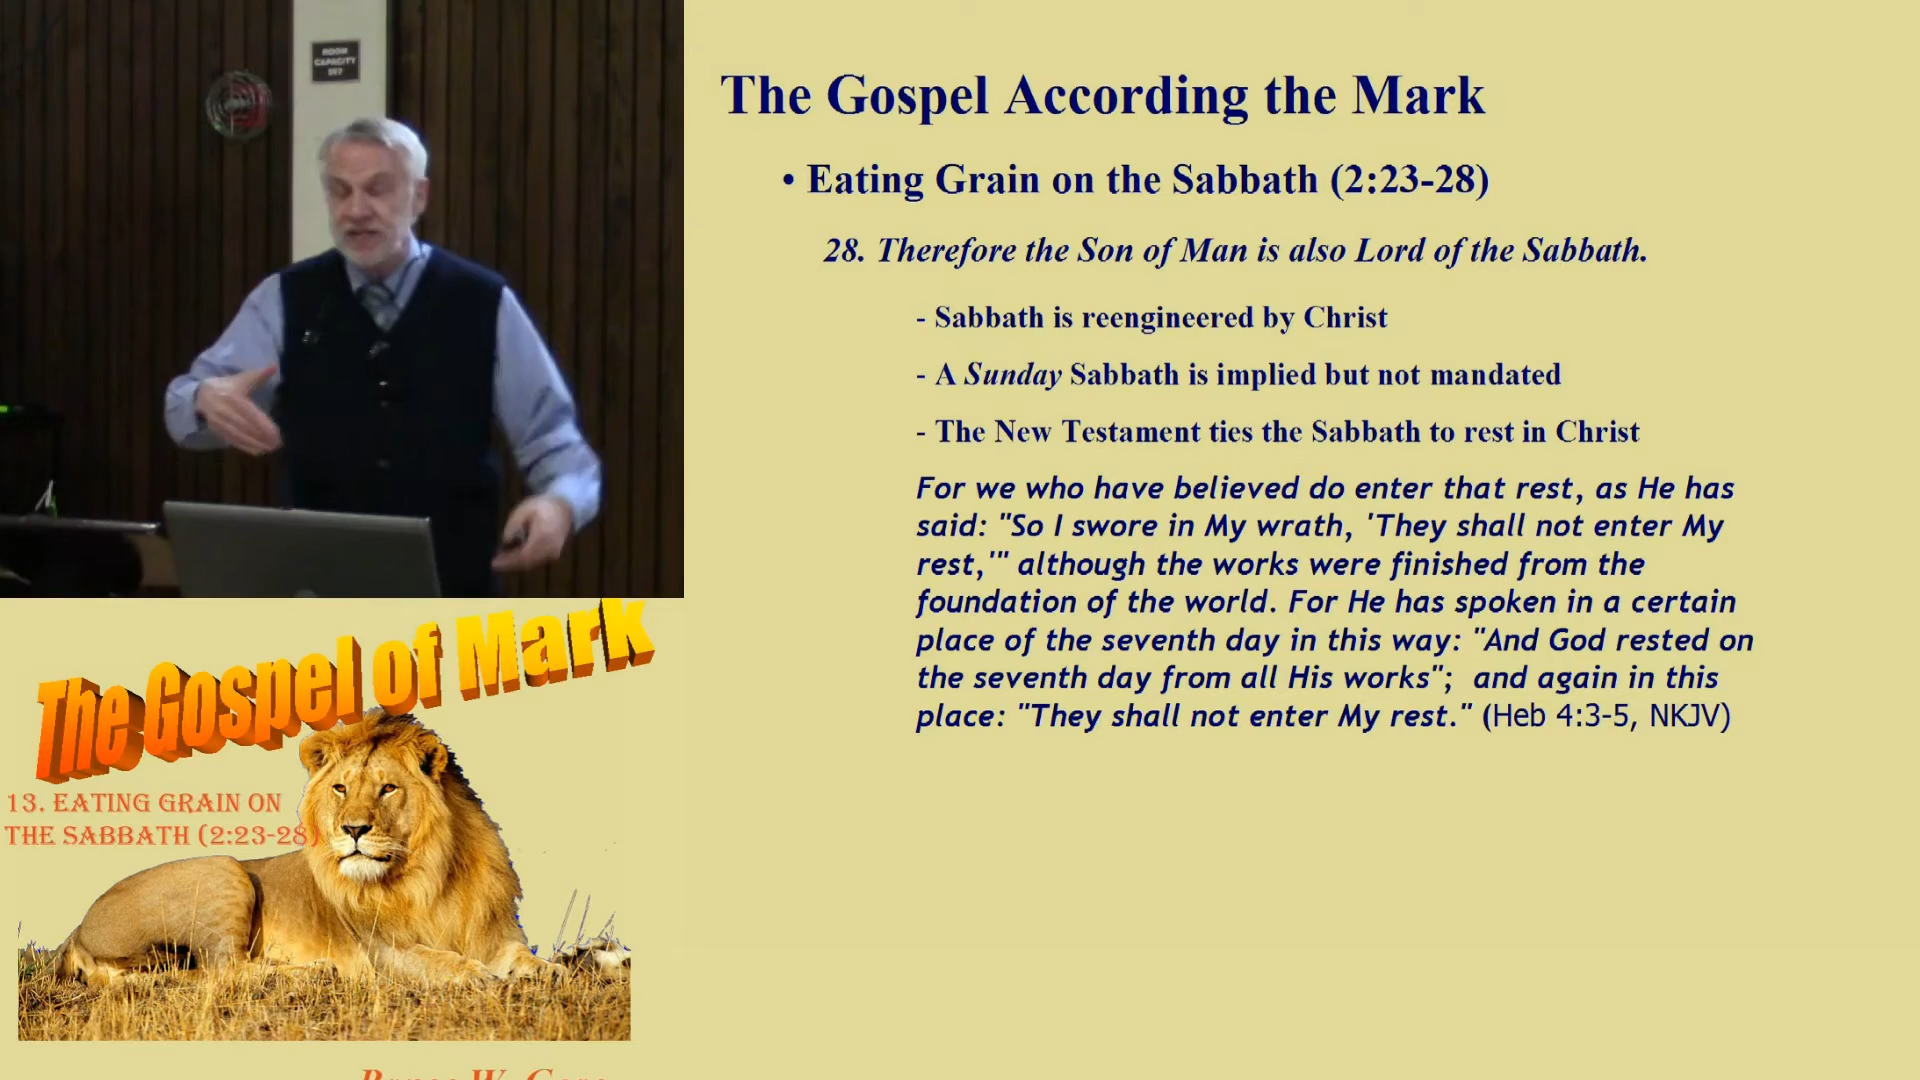 ROOM
CAPACITY
The Gospel According the Mark
• Eating Grain on the Sabbath (2:23-28)
28. Therefore the Son of Man is also Lord of the Sabbath.
- Sabbath is reengineered by Christ
- A Sunday Sabbath is implied but not mandated
- The New Testament ties the Sabbath to rest in Christ
For we who have believed do enter that rest, as He has
said: "So I swore in My wrath, 'They shall not enter My
rest,'" although the works were finished from the
foundation of the world. For He has spoken in a certain
place of the seventh day in this way: "And God rested on
the seventh day from all His works"; and again in this
place: "They shall not enter My rest." (Heb 4:3-5, NKJV)
The Gospel of Mark
13. EATING GRAIN ON
THE SABBATH (2:23-28)